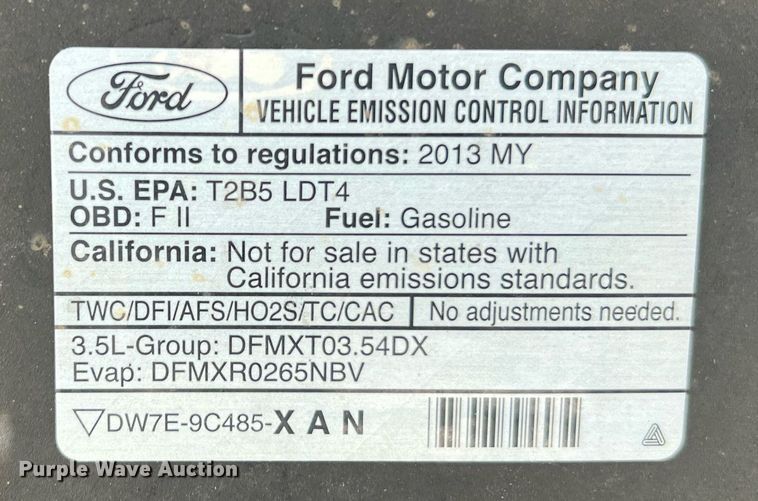 Ford
Ford Motor Company
VEHICLE EMISSION CONTROL INFORMATION
Conforms to regulations: 2013 MY
U.S. EPA: T2B5 LDT4
OBD: F II Fuel: Gasoline
California: Not for sale in states with
California emissions standards.
TWC/DFI/AFS/HO2S/TC/CAC No adjustments needed.
3.5L-Group: DFMXT03.54DX
Evap: DFMXR0265NBV
▽DW7E-9C485-X A N
Purple Wave Auction